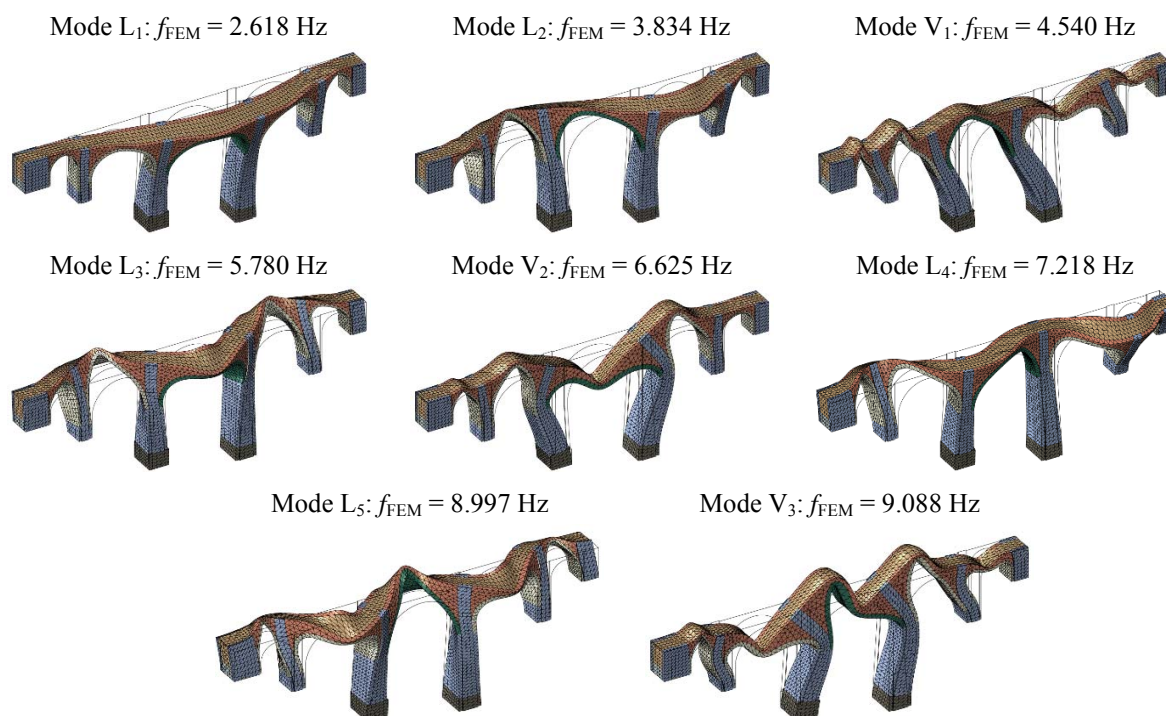 Mode L₁: f_FEM = 2.618 Hz
Mode L₂: f_FEM = 3.834 Hz
Mode V₁: f_FEM = 4.540 Hz
Mode L₃: f_FEM = 5.780 Hz
Mode V₂: f_FEM = 6.625 Hz
Mode L₄: f_FEM = 7.218 Hz
Mode L₅: f_FEM = 8.997 Hz
Mode V₃: f_FEM = 9.088 Hz